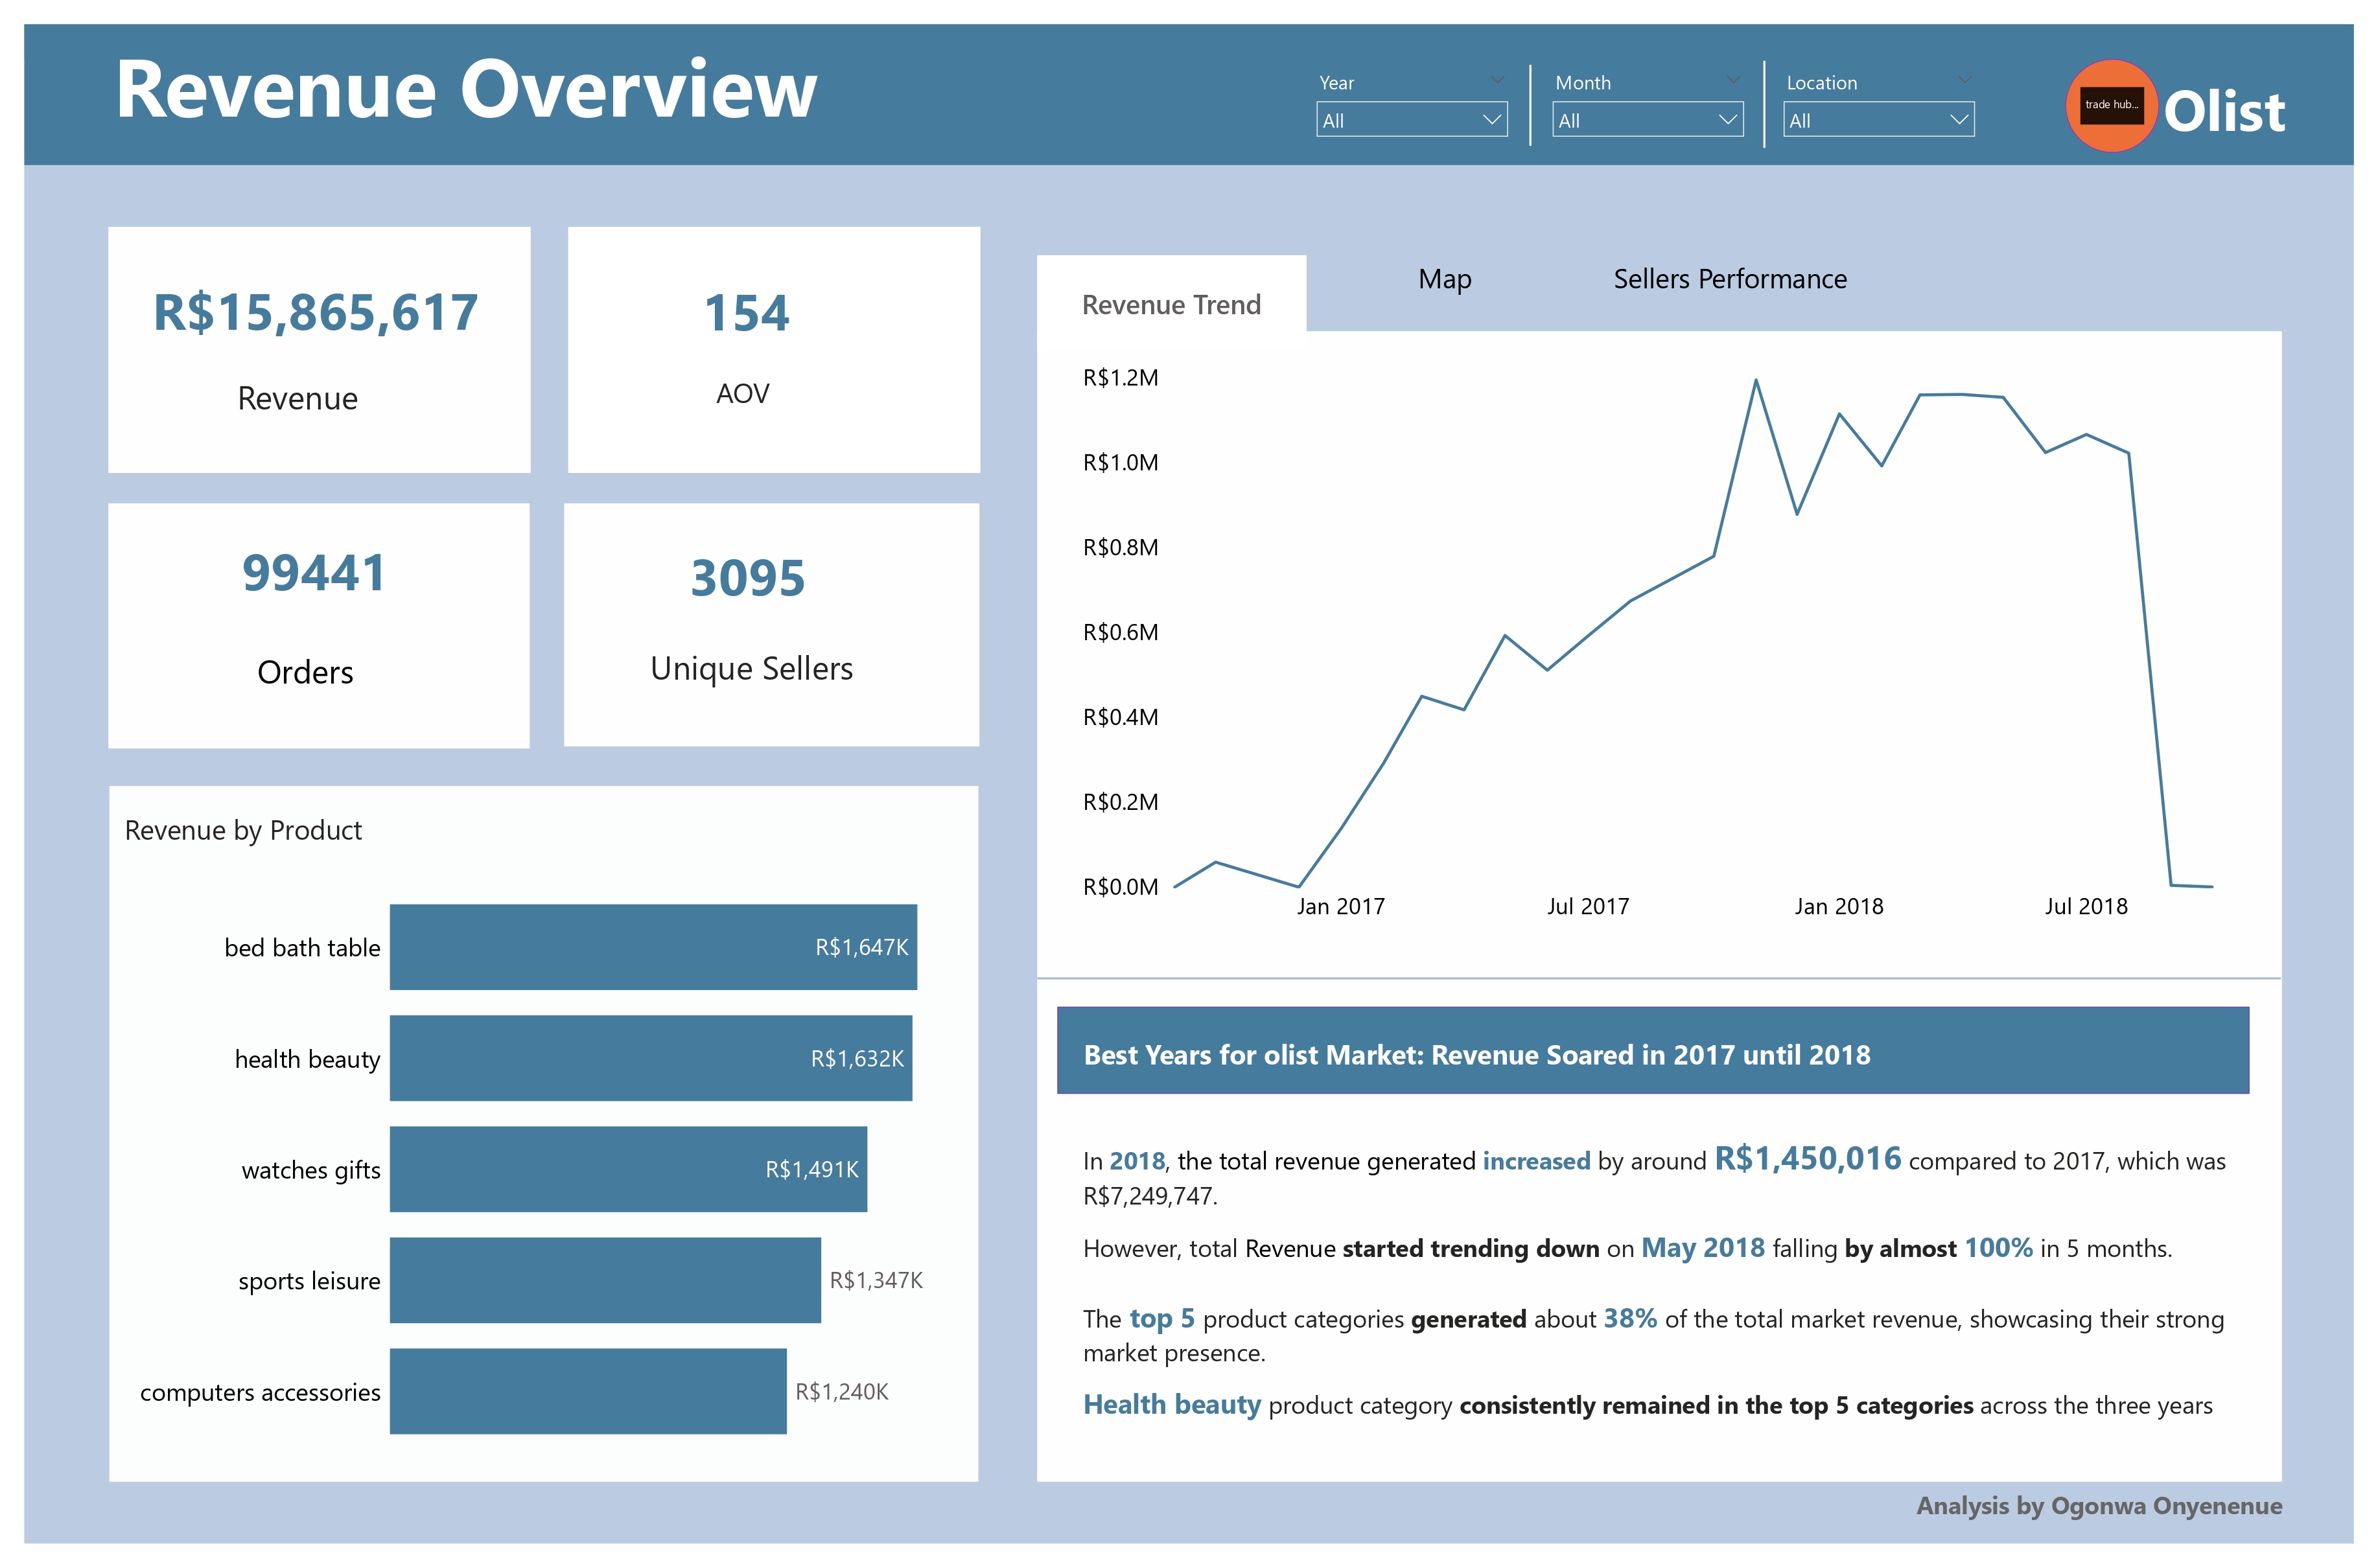 Revenue Overview
Year
All
Month
All
Location
All
trade hub...
Olist
R$15,865,617
Revenue
154
AOV
99441
Orders
3095
Unique Sellers
Revenue by Product
bed bath table
R$1,647K
health beauty
R$1,632K
watches gifts
R$1,491K
sports leisure
R$1,347K
computers accessories
R$1,240K
Revenue Trend
Map
Sellers Performance
R$1.2M
R$1.0M
R$0.8M
R$0.6M
R$0.4M
R$0.2M
R$0.0M
Jan 2017
Jul 2017
Jan 2018
Jul 2018
Best Years for olist Market: Revenue Soared in 2017 until 2018
In 2018, the total revenue generated increased by around R$1,450,016 compared to 2017, which was
R$7,249,747.
However, total Revenue started trending down on May 2018 falling by almost 100% in 5 months.
The top 5 product categories generated about 38% of the total market revenue, showcasing their strong
market presence.
Health beauty product category consistently remained in the top 5 categories across the three years
Analysis by Ogonwa Onyenenue